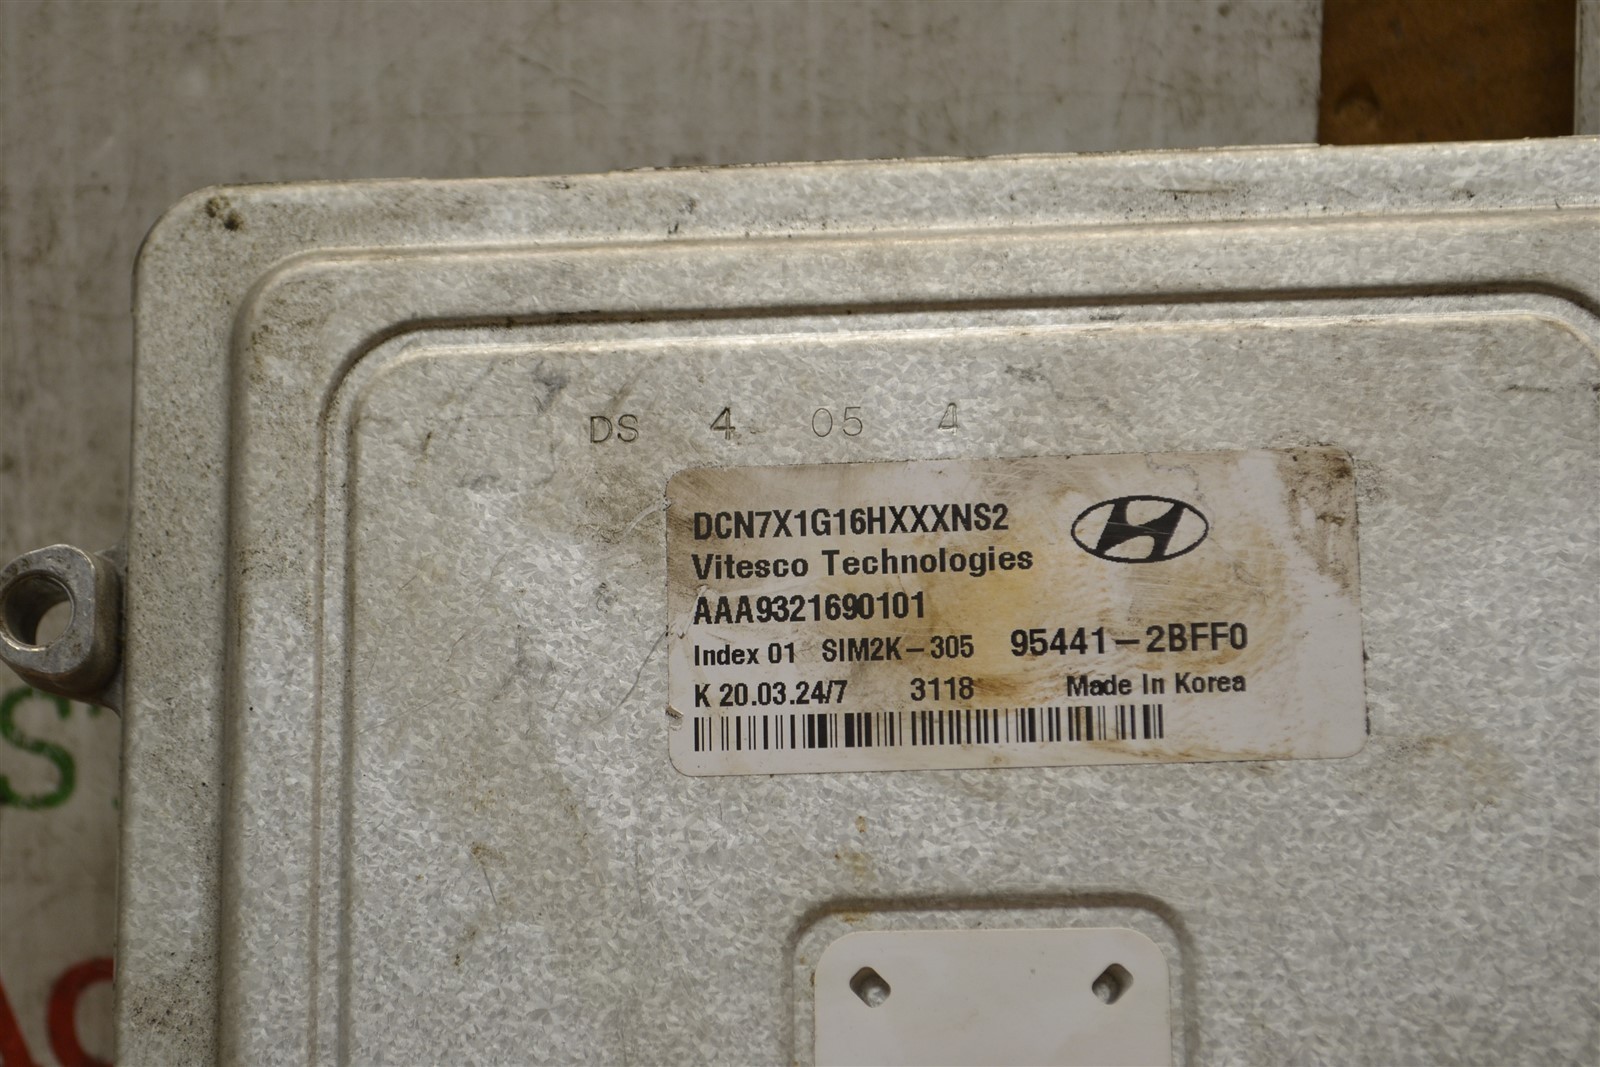 DS 4 05 4
DCN7X1G16HXXXNS2
Vitesco Technologies
AAA9321690101
Index 01 SIM2K-305 95441-2BFF0
K 20.03.24/7 3118 Made In Korea